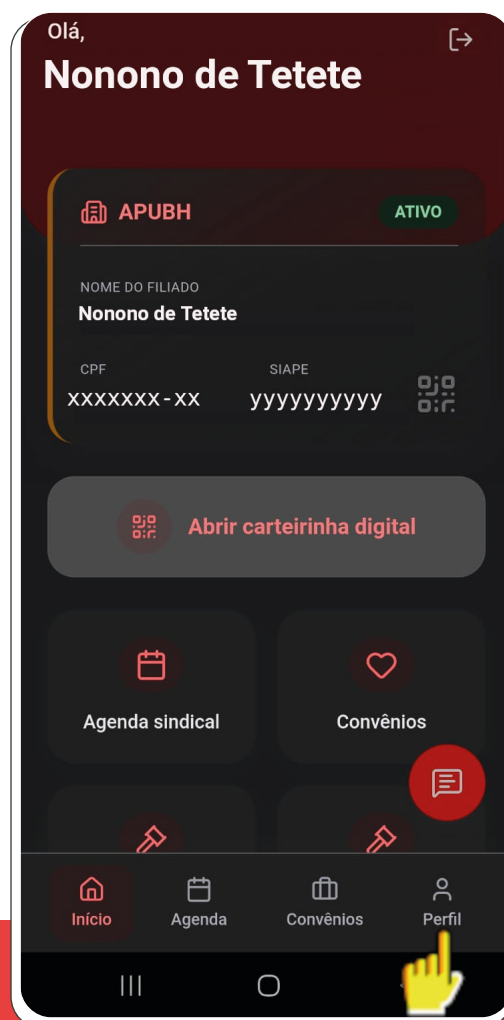 Olá,
Nonono de Tetete
APUBH ATIVO
NOME DO FILIADO
Nonono de Tetete
CPF SIAPE
xxxxxxx-xx yyyyyyyyyy
Abrir carteirinha digital
Agenda sindical Convênios
Início Agenda Convênios Perfil